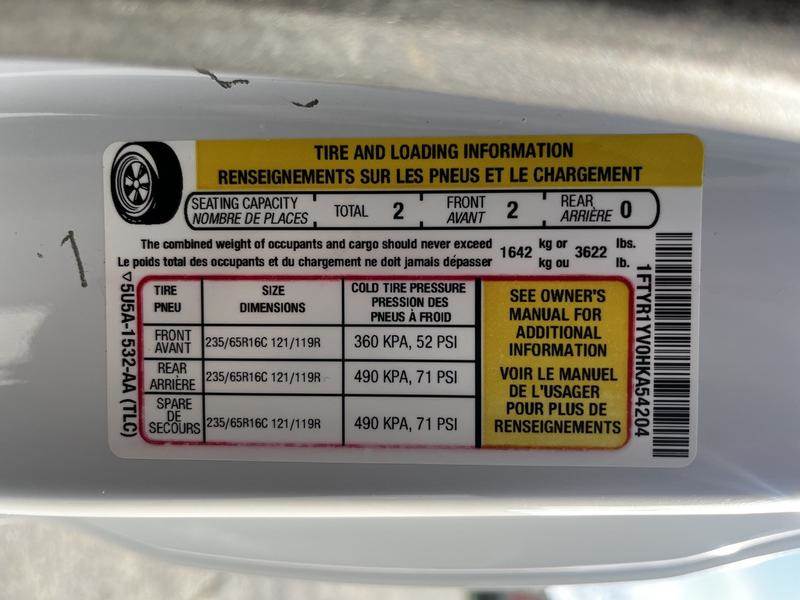 TIRE AND LOADING INFORMATION
RENSEIGNEMENTS SUR LES PNEUS ET LE CHARGEMENT
SEATING CAPACITY
NOMBRE DE PLACES
TOTAL 2
FRONT
AVANT 2
REAR
ARRIÈRE 0
The combined weight of occupants and cargo should never exceed 1642 kg or 3622 lbs.
Le poids total des occupants et du chargement ne doit jamais dépasser kg ou lb.
TIRE
PNEU
SIZE
DIMENSIONS
COLD TIRE PRESSURE
PRESSION DES
PNEUS À FROID
FRONT
AVANT
235/65R16C 121/119R
360 KPA, 52 PSI
REAR
ARRIÈRE
235/65R16C 121/119R
490 KPA, 71 PSI
SPARE
DE
SECOURS
235/65R16C 121/119R
490 KPA, 71 PSI
SEE OWNER'S
MANUAL FOR
ADDITIONAL
INFORMATION
VOIR LE MANUEL
DE L'USAGER
POUR PLUS DE
RENSEIGNEMENTS
5U5A-1532-AA (TLC)
1FTYR1YV0HKA54204